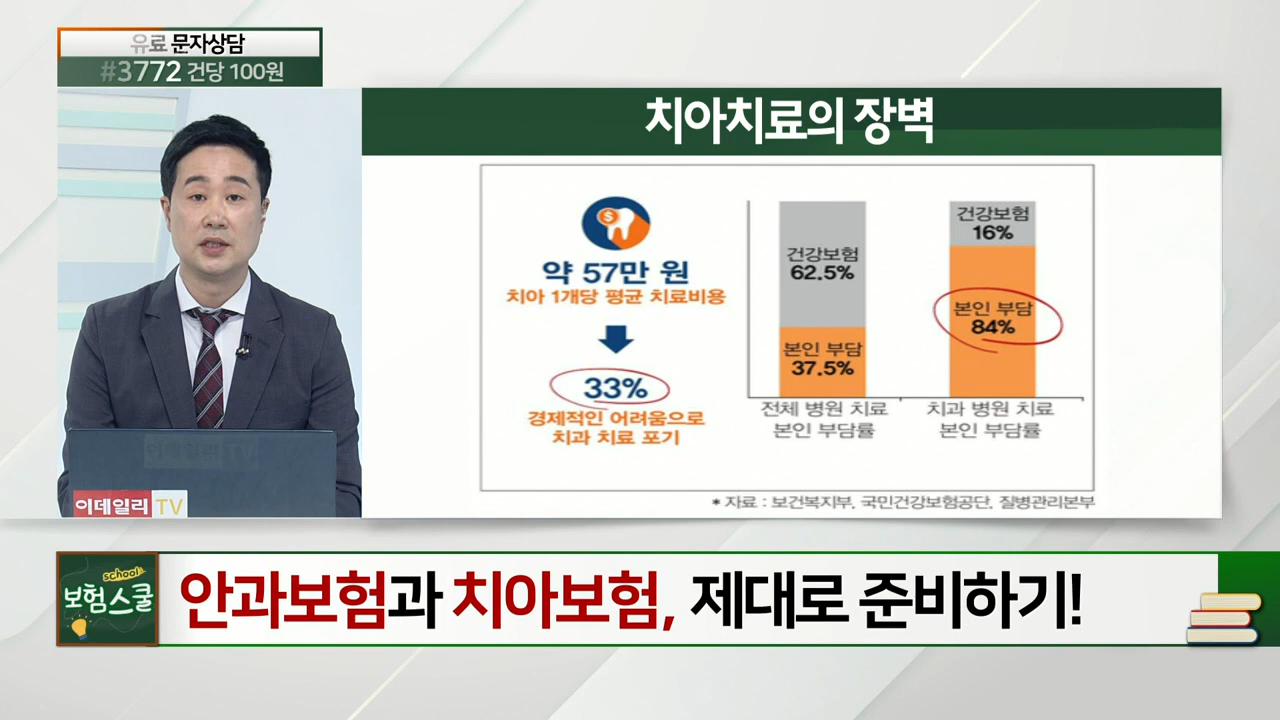 유료 문자상담
#3772 건당 100원
치아치료의 장벽
약 57만 원
치아 1개당 평균 치료비용
33%
경제적인 어려움으로
치과 치료 포기
건강보험
62.5%
본인 부담
37.5%
전체 병원 치료
본인 부담률
건강보험
16%
본인 부담
84%
치과 병원 치료
본인 부담률
* 자료 : 보건복지부, 국민건강보험공단, 질병관리본부
이데일리 TV
school
보험스쿨
안과보험과 치아보험, 제대로 준비하기!